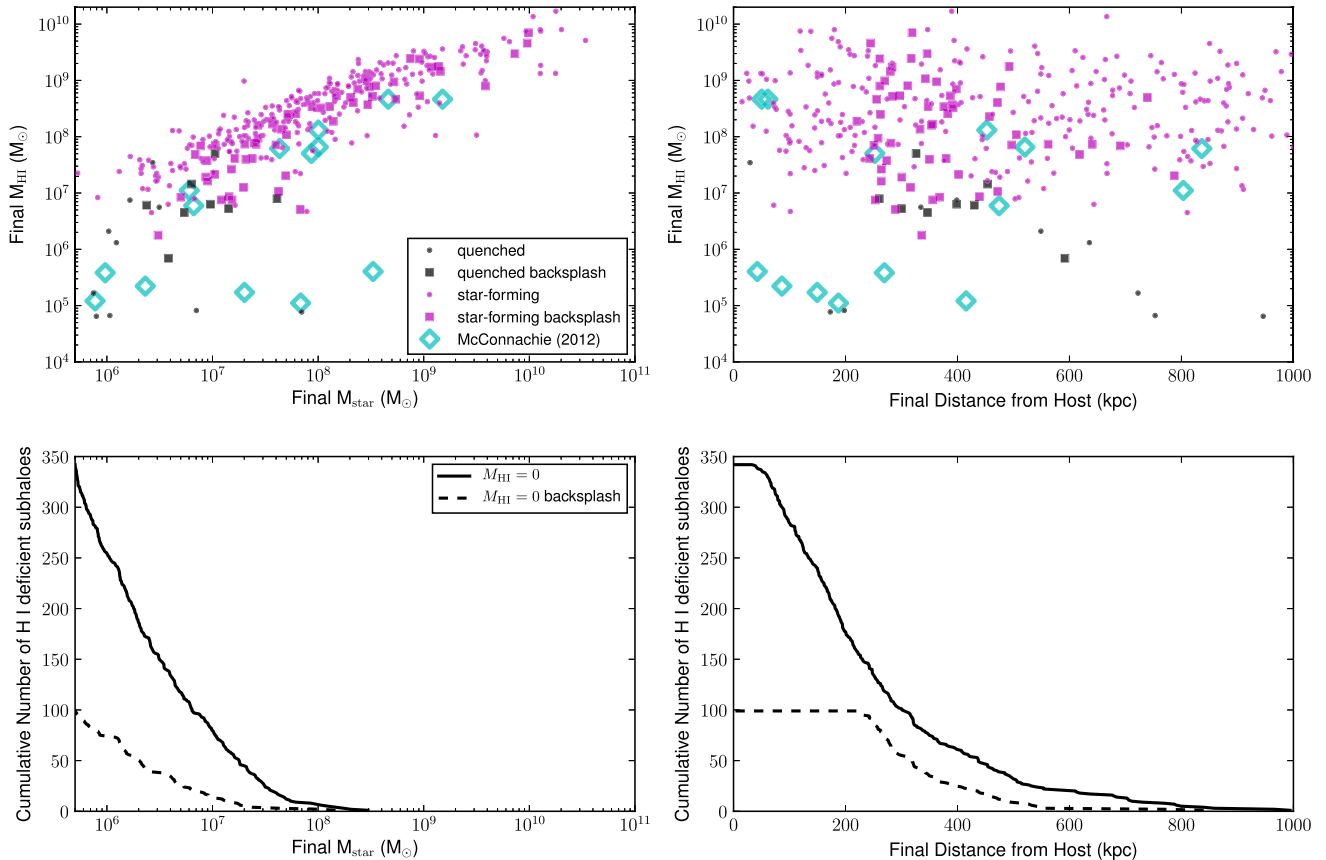 Final M_HI (M_⊙)
10^10
10^9
10^8
10^7
10^6
10^5
10^4
quenched
quenched backsplash
star-forming
star-forming backsplash
McConnachie (2012)
10^6 10^7 10^8 10^9 10^10 10^11
Final M_star (M_⊙)
Final M_HI (M_⊙)
10^10
10^9
10^8
10^7
10^6
10^5
10^4
0 200 400 600 800 1000
Final Distance from Host (kpc)
Cumulative Number of H I deficient subhaloes
350
300
250
200
150
100
50
0
M_HI = 0
M_HI = 0 backsplash
10^6 10^7 10^8 10^9 10^10 10^11
Final M_star (M_⊙)
Cumulative Number of H I deficient subhaloes
350
300
250
200
150
100
50
0
0 200 400 600 800 1000
Final Distance from Host (kpc)